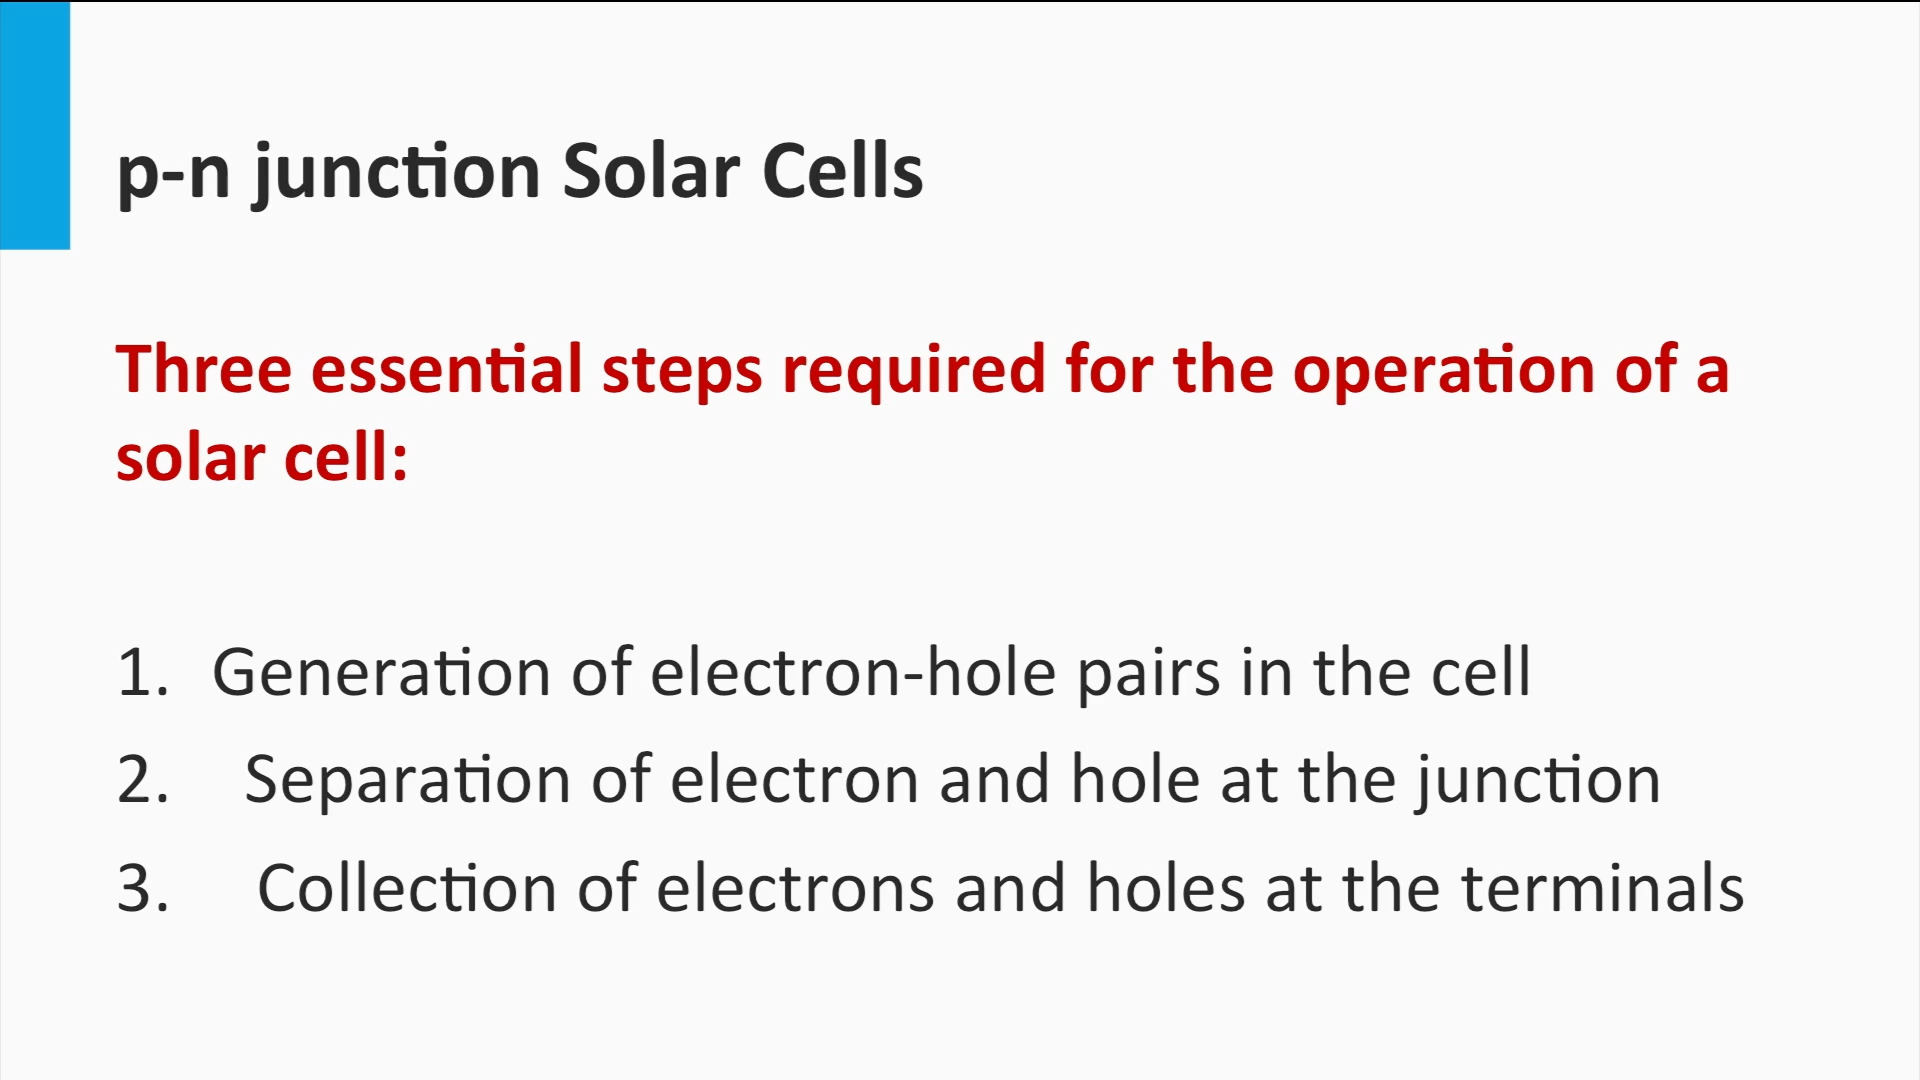 p-n junction Solar Cells
Three essential steps required for the operation of a
solar cell:
1. Generation of electron-hole pairs in the cell
2. Separation of electron and hole at the junction
3. Collection of electrons and holes at the terminals